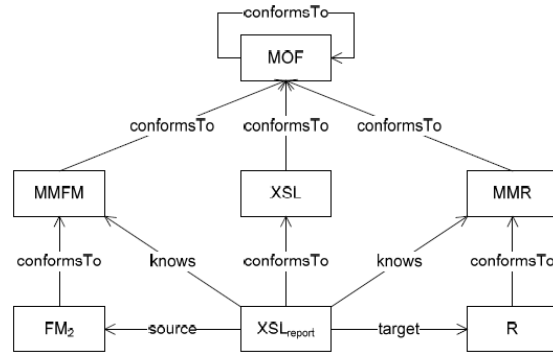 conformsTo
MOF
conformsTo conformsTo conformsTo
MMFM XSL MMR
conformsTo knows conformsTo knows conformsTo
FM₂ source XSLreport target R